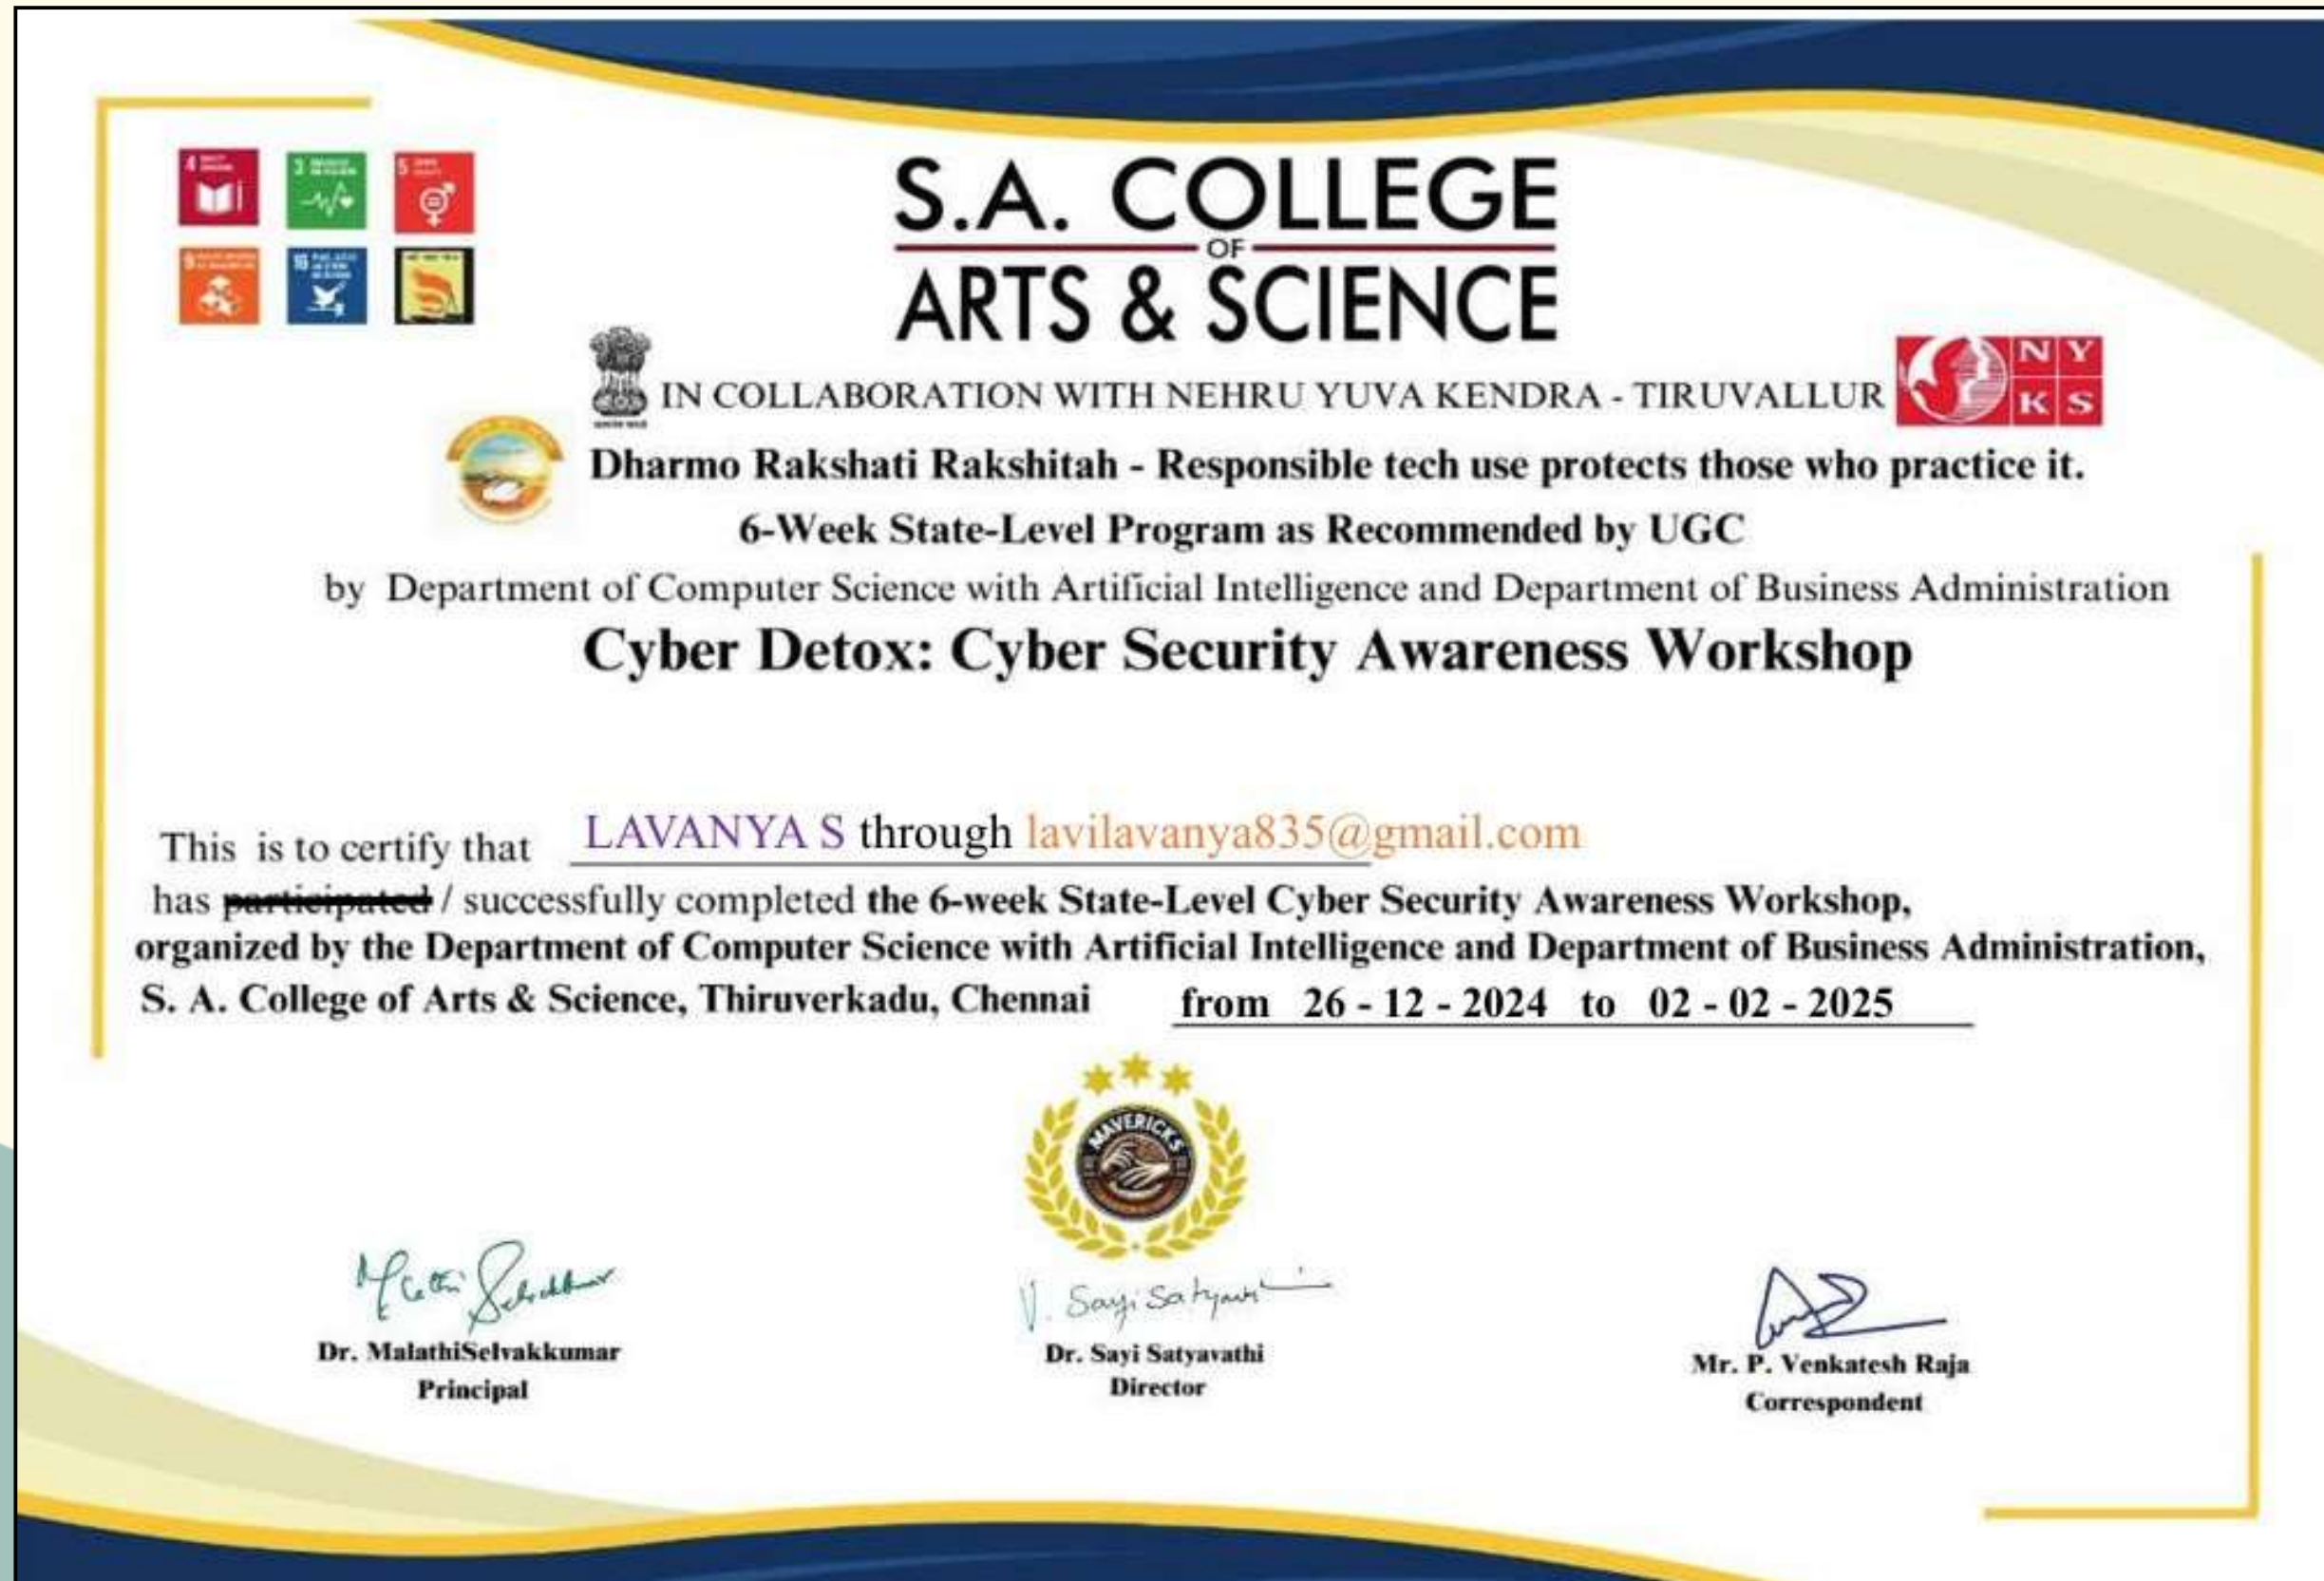 S.A. COLLEGE
OF
ARTS & SCIENCE
IN COLLABORATION WITH NEHRU YUVA KENDRA - TIRUVALLUR
N Y
K S
Dharmo Rakshati Rakshitah - Responsible tech use protects those who practice it.
6-Week State-Level Program as Recommended by UGC
by Department of Computer Science with Artificial Intelligence and Department of Business Administration
Cyber Detox: Cyber Security Awareness Workshop
This is to certify that LAVANYA S through lavilavanya835@gmail.com
has participated / successfully completed the 6-week State-Level Cyber Security Awareness Workshop,
organized by the Department of Computer Science with Artificial Intelligence and Department of Business Administration,
S. A. College of Arts & Science, Thiruverkadu, Chennai from 26 - 12 - 2024 to 02 - 02 - 2025
MAVERICKS
V. Sayi Satyavathi
Dr. MalathiSelvakkumar
Principal
Dr. Sayi Satyavathi
Director
Mr. P. Venkatesh Raja
Correspondent